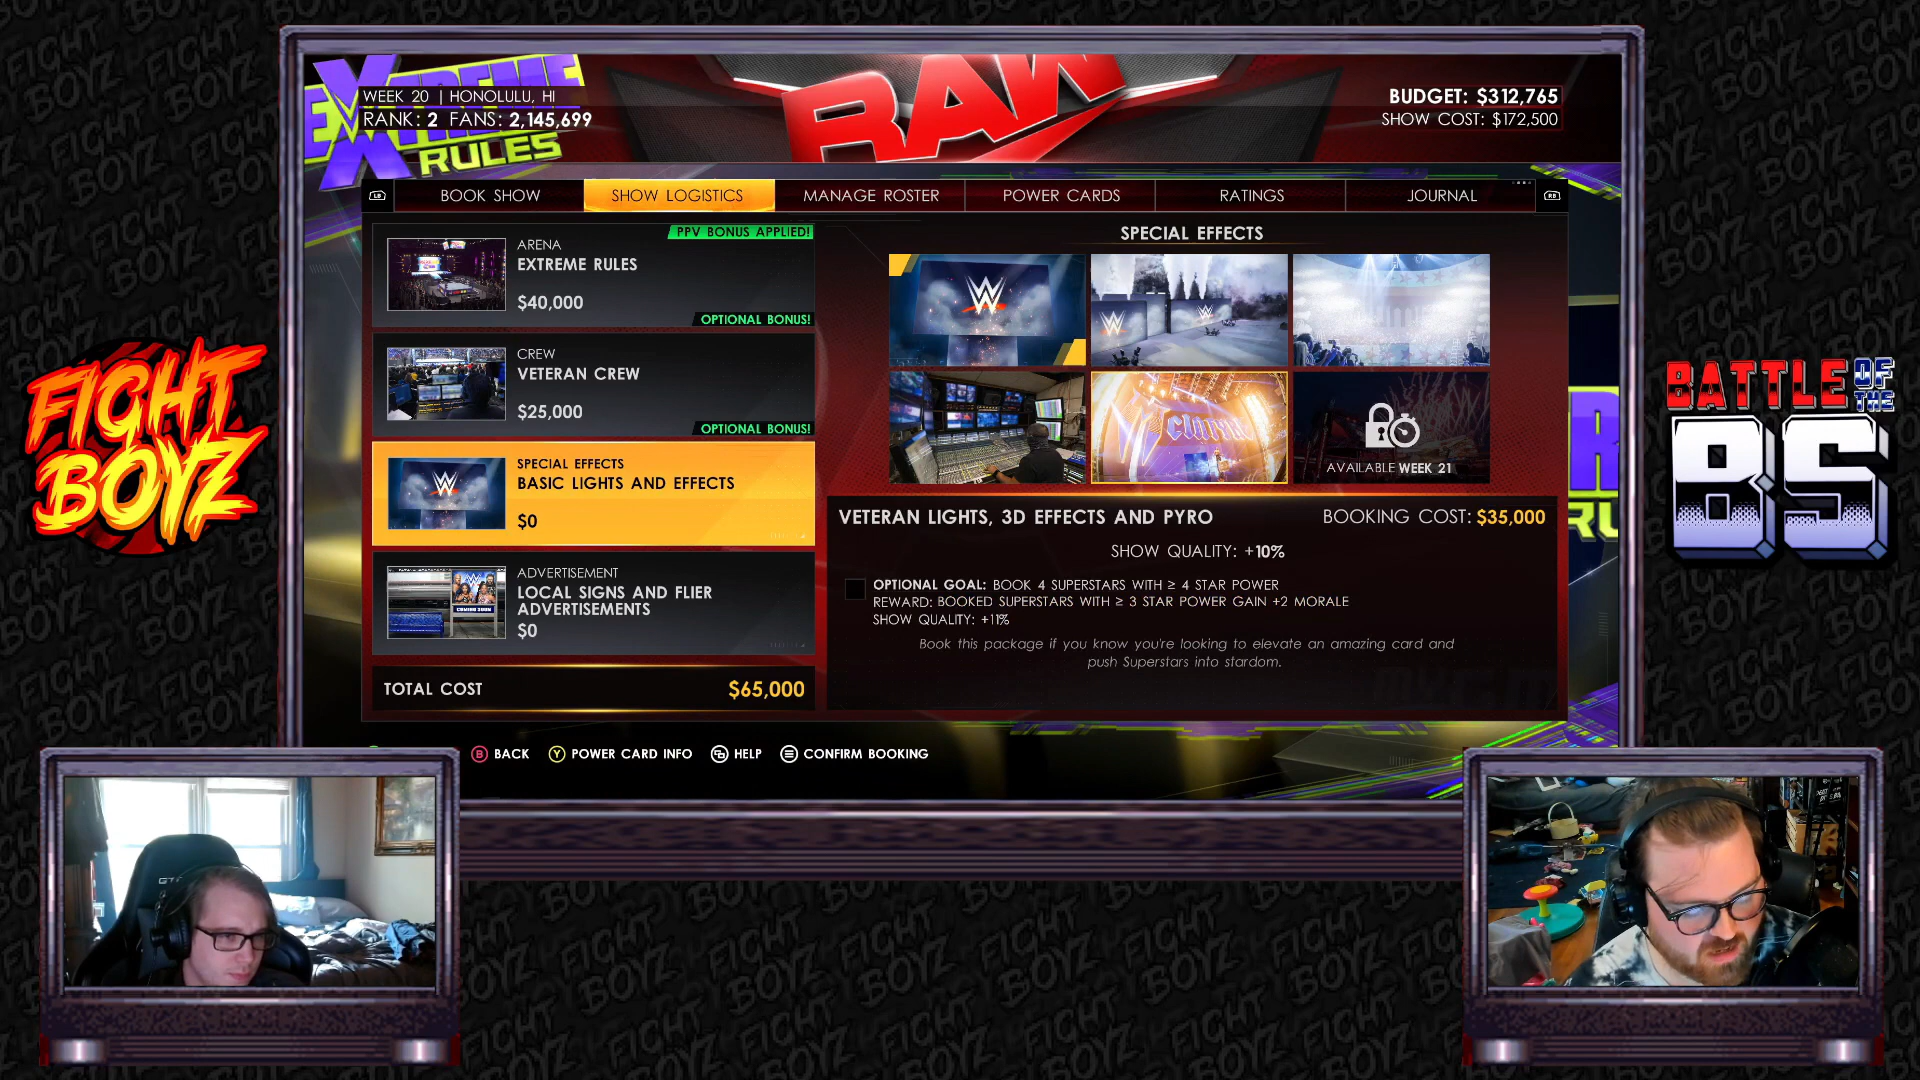 EXTREME
RULES
WEEK 20 | HONOLULU, HI
RANK: 2 FANS: 2,145,699
RAW
BUDGET: $312,765
SHOW COST: $172,500
LB
BOOK SHOW
SHOW LOGISTICS
MANAGE ROSTER
POWER CARDS
RATINGS
JOURNAL
RB
PPV BONUS APPLIED!
ARENA
EXTREME RULES
$40,000
OPTIONAL BONUS!
CREW
VETERAN CREW
$25,000
OPTIONAL BONUS!
SPECIAL EFFECTS
BASIC LIGHTS AND EFFECTS
$0
ADVERTISEMENT
LOCAL SIGNS AND FLIER
ADVERTISEMENTS
$0
COMING SOON
TOTAL COST
$65,000
SPECIAL EFFECTS
AVAILABLE WEEK 21
VETERAN LIGHTS, 3D EFFECTS AND PYRO
BOOKING COST: $35,000
SHOW QUALITY: +10%
OPTIONAL GOAL: BOOK 4 SUPERSTARS WITH ≥ 4 STAR POWER
REWARD: BOOKED SUPERSTARS WITH ≥ 3 STAR POWER GAIN +2 MORALE
SHOW QUALITY: +11%
Book this package if you know you're looking to elevate an amazing card and
push Superstars into stardom.
B BACK
Y POWER CARD INFO
HELP
CONFIRM BOOKING
FIGHT
BOYZ
BATTLE OF THE
BS